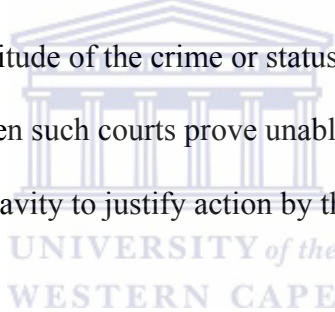 itude of the crime or status
en such courts prove unabl
avity to justify action by th
UNIVERSITY of the
WESTERN CAPE